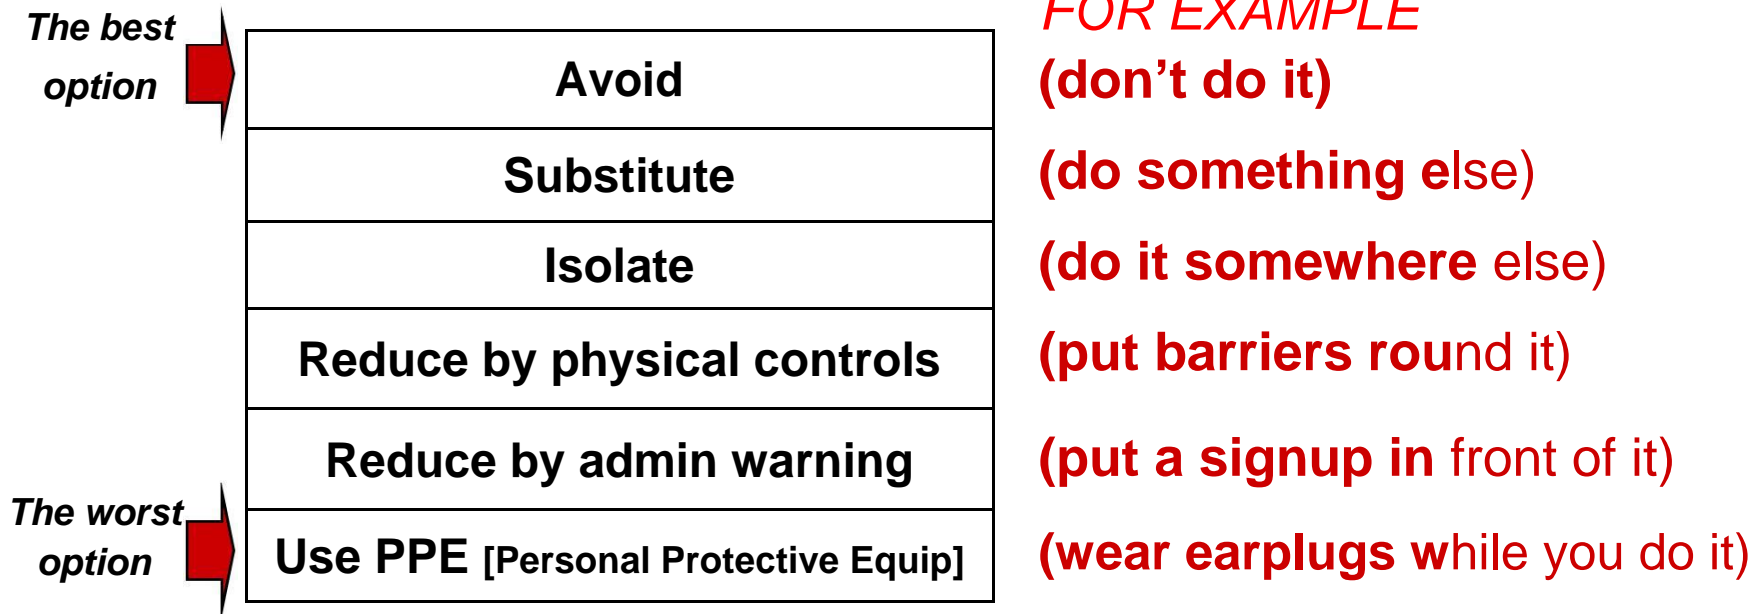 FOR EXAMPLE
The best
option
Avoid
(don't do it)
Substitute
(do something else)
Isolate
(do it somewhere else)
Reduce by physical controls
(put barriers round it)
Reduce by admin warning
(put a signup in front of it)
The worst
option
Use PPE [Personal Protective Equip]
(wear earplugs while you do it)